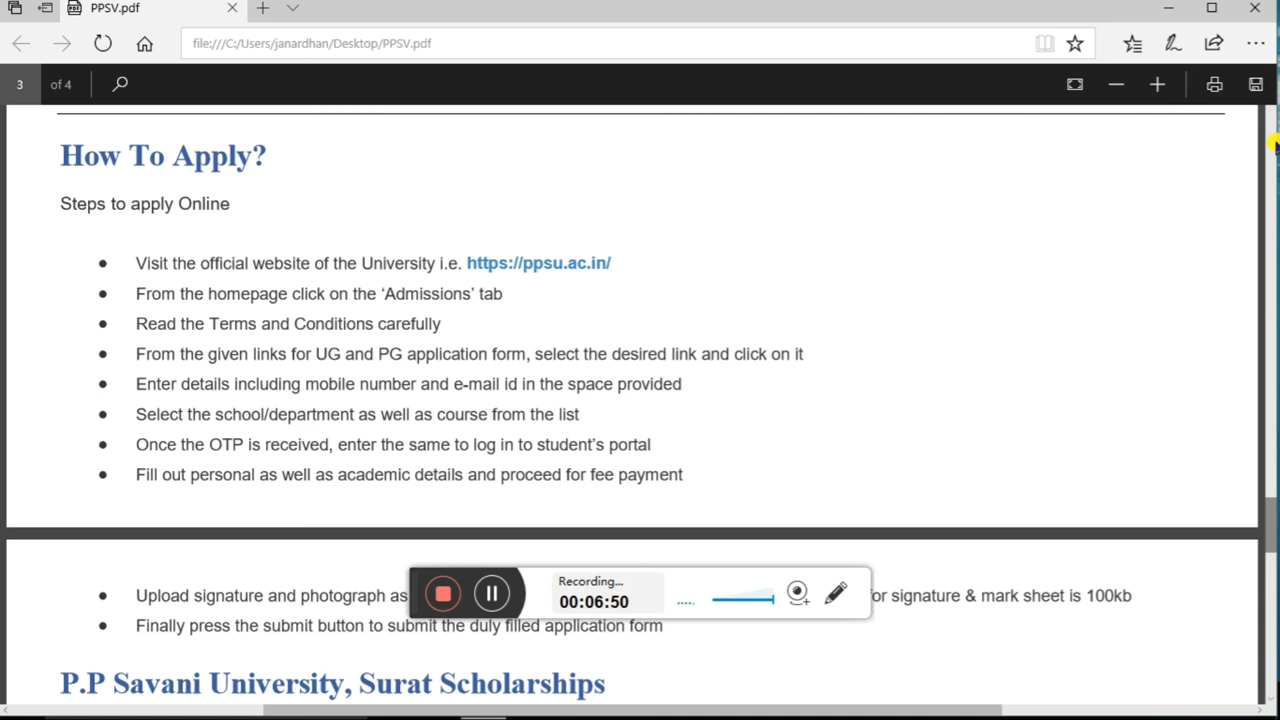 PPSV.pdf
file:///C:/Users/janardhan/Desktop/PPSV.pdf
3 of 4
How To Apply?
Steps to apply Online
● Visit the official website of the University i.e. https://ppsu.ac.in/
● From the homepage click on the ‘Admissions’ tab
● Read the Terms and Conditions carefully
● From the given links for UG and PG application form, select the desired link and click on it
● Enter details including mobile number and e-mail id in the space provided
● Select the school/department as well as course from the list
● Once the OTP is received, enter the same to log in to student’s portal
● Fill out personal as well as academic details and proceed for fee payment
● Upload signature and photograph as for signature & mark sheet is 100kb
Recording...
00:06:50
● Finally press the submit button to submit the duly filled application form
P.P Savani University, Surat Scholarships